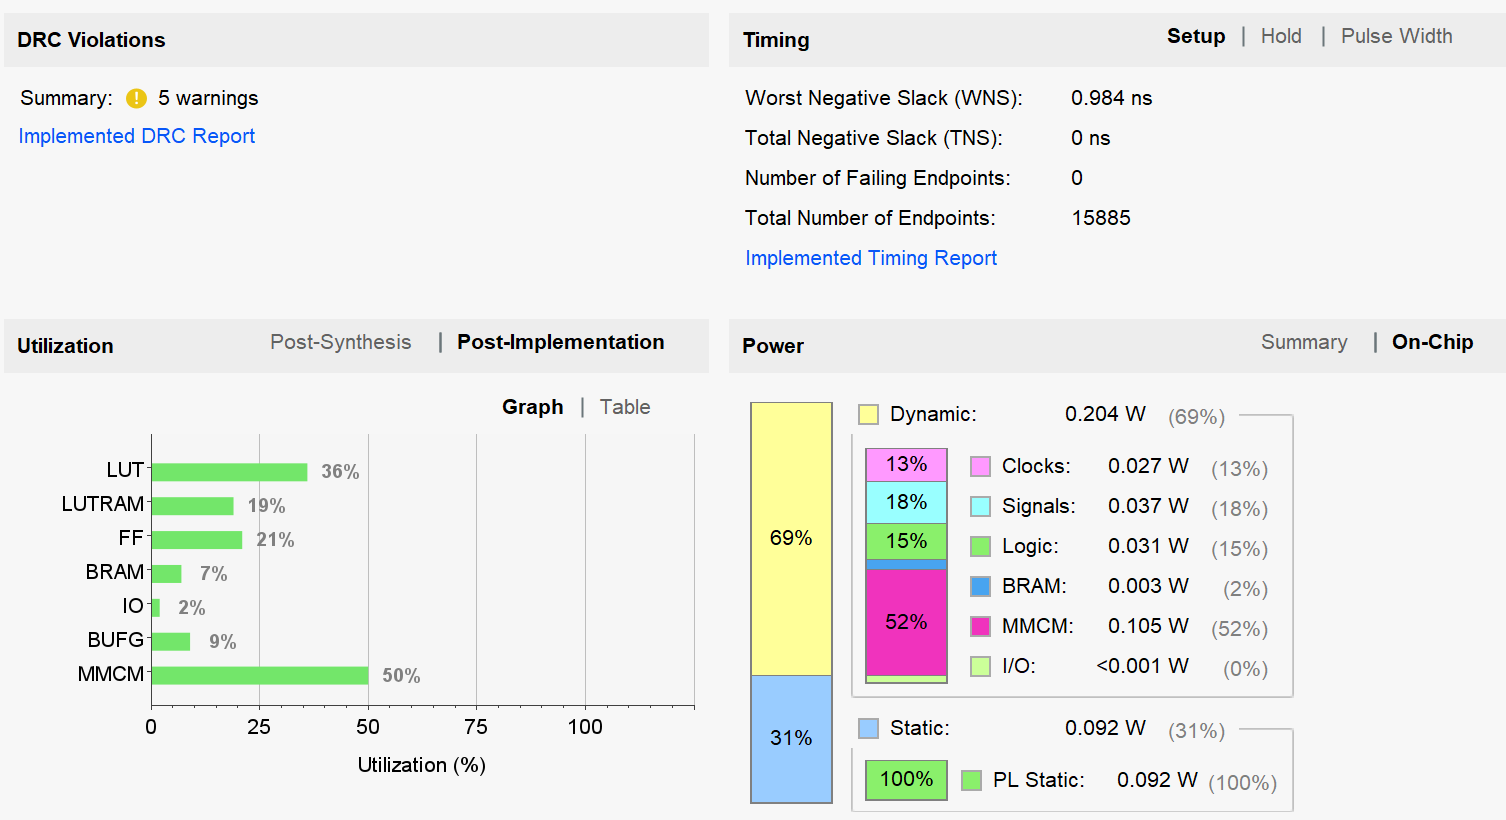 DRC Violations
Summary: 5 warnings
Implemented DRC Report
Timing
Setup | Hold | Pulse Width
Worst Negative Slack (WNS): 0.984 ns
Total Negative Slack (TNS): 0 ns
Number of Failing Endpoints: 0
Total Number of Endpoints: 15885
Implemented Timing Report
Utilization
Post-Synthesis | Post-Implementation
Graph | Table
LUT 36%
LUTRAM 19%
FF 21%
BRAM 7%
IO 2%
BUFG 9%
MMCM 50%
0 25 50 75 100
Utilization (%)
Power
Summary | On-Chip
69%
31%
Dynamic: 0.204 W (69%)
13% Clocks: 0.027 W (13%)
18% Signals: 0.037 W (18%)
15% Logic: 0.031 W (15%)
BRAM: 0.003 W (2%)
52% MMCM: 0.105 W (52%)
I/O: <0.001 W (0%)
Static: 0.092 W (31%)
100% PL Static: 0.092 W (100%)